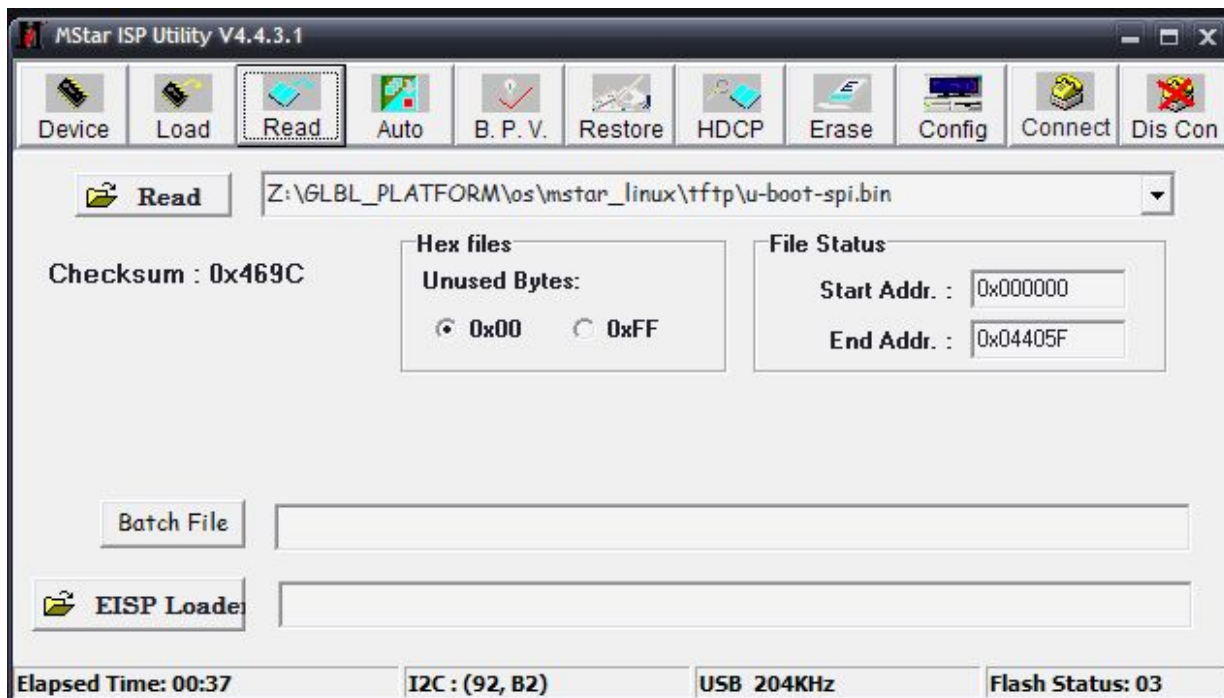 MStar ISP Utility V4.4.3.1
Device Load Read Auto B. P. V. Restore HDCP Erase Config Connect Dis Con
Read Z:\GLBL_PLATFORM\os\mstar_linux\tftp\u-boot-spi.bin
Checksum : 0x469C
Hex files
Unused Bytes:
0x00 0xFF
File Status
Start Addr. : 0x000000
End Addr. : 0x04405F
Batch File
EISP Loader
Elapsed Time: 00:37 I2C : (92, B2) USB 204KHz Flash Status: 03